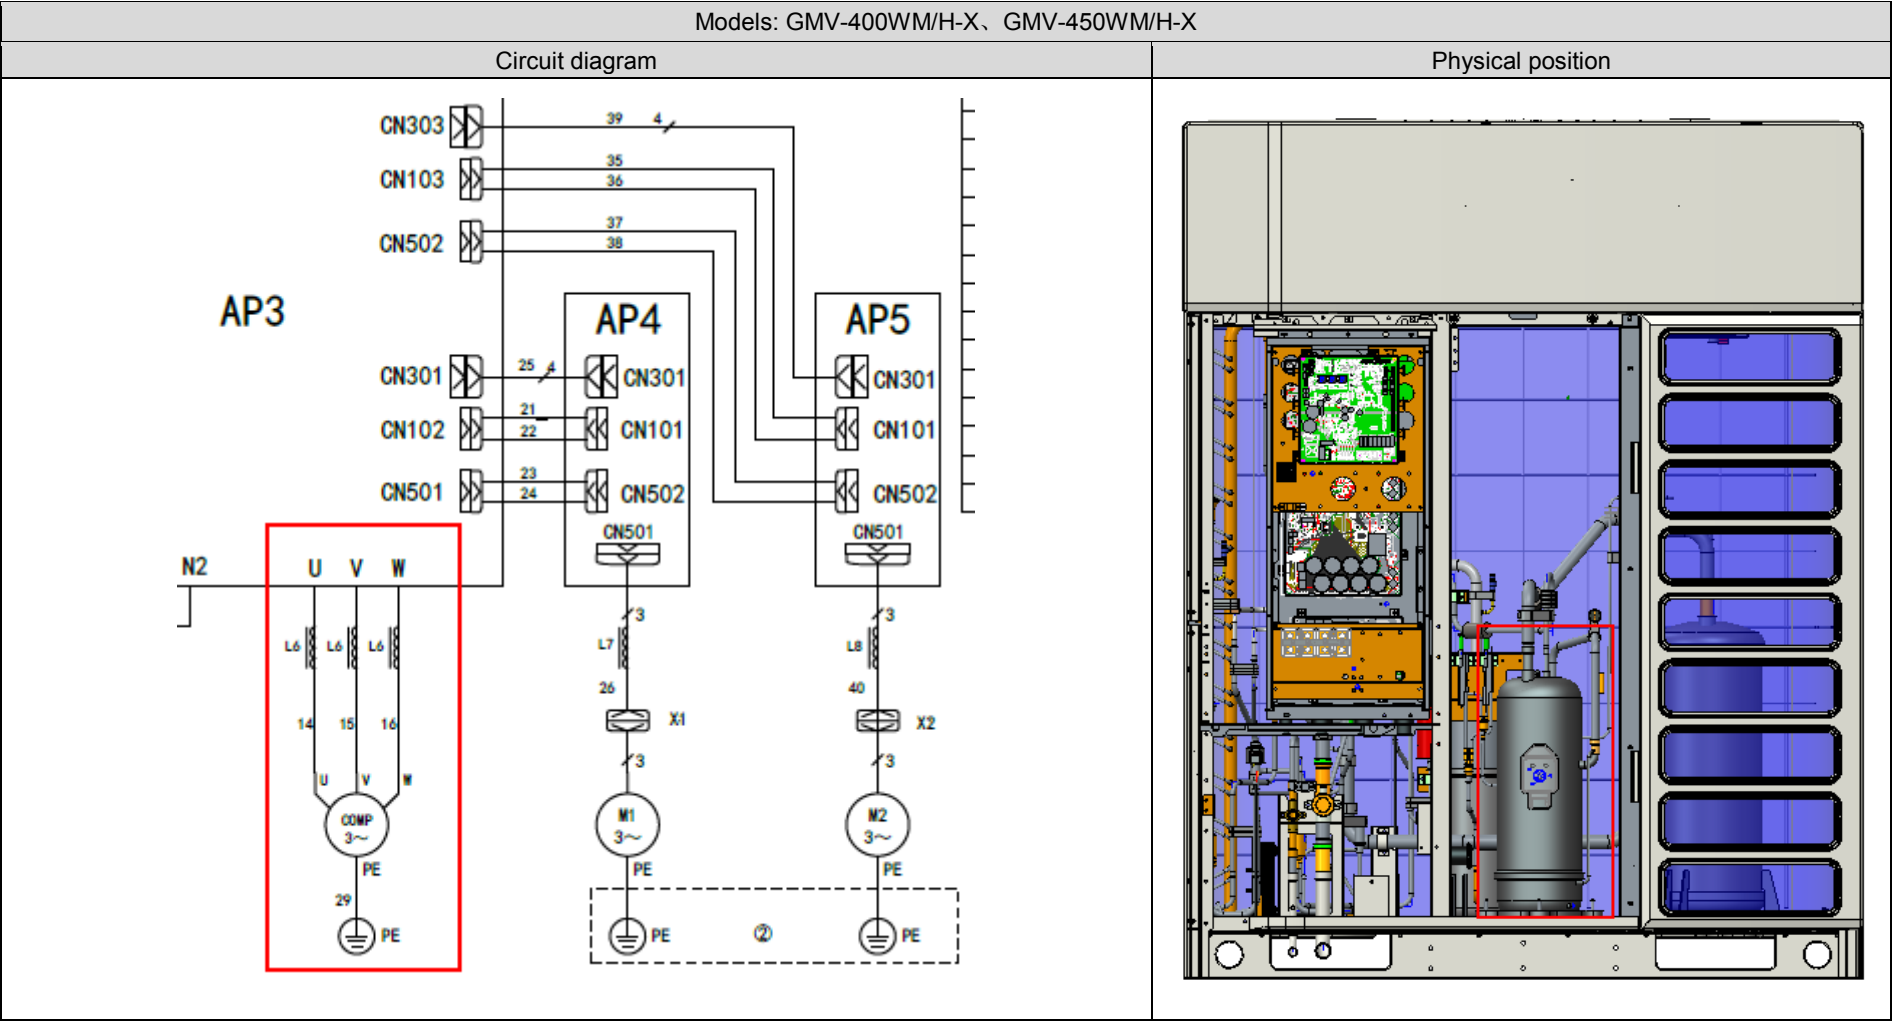 Models: GMV-400WM/H-X、GMV-450WM/H-X
Circuit diagram
Physical position
CN303
39
4
CN103
35
36
CN502
37
38
AP3
AP4
AP5
CN301
25
4
CN301
CN301
CN102
21
22
CN101
CN101
CN501
23
24
CN502
CN502
CN501
CN501
N2
U V W
3
3
L6
L6
L6
L7
L8
26
40
14
15
16
X1
X2
3
3
U
V
W
COMP
3~
M1
3~
M2
3~
PE
PE
PE
29
PE
PE
②
PE